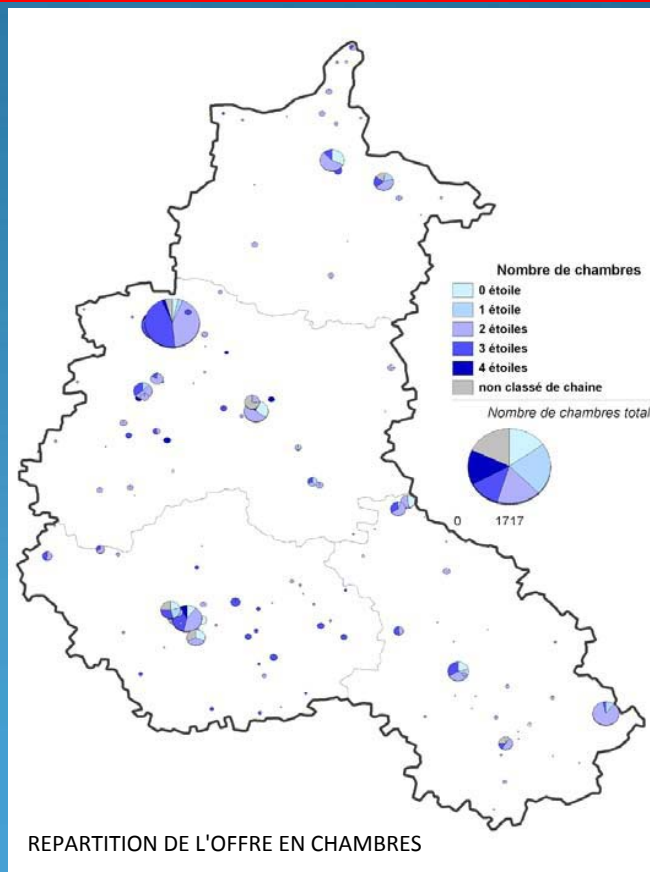 Nombre de chambres
0 étoile
1 étoile
2 étoiles
3 étoiles
4 étoiles
non classé de chaine
Nombre de chambres total
0 1717
REPARTITION DE L'OFFRE EN CHAMBRES